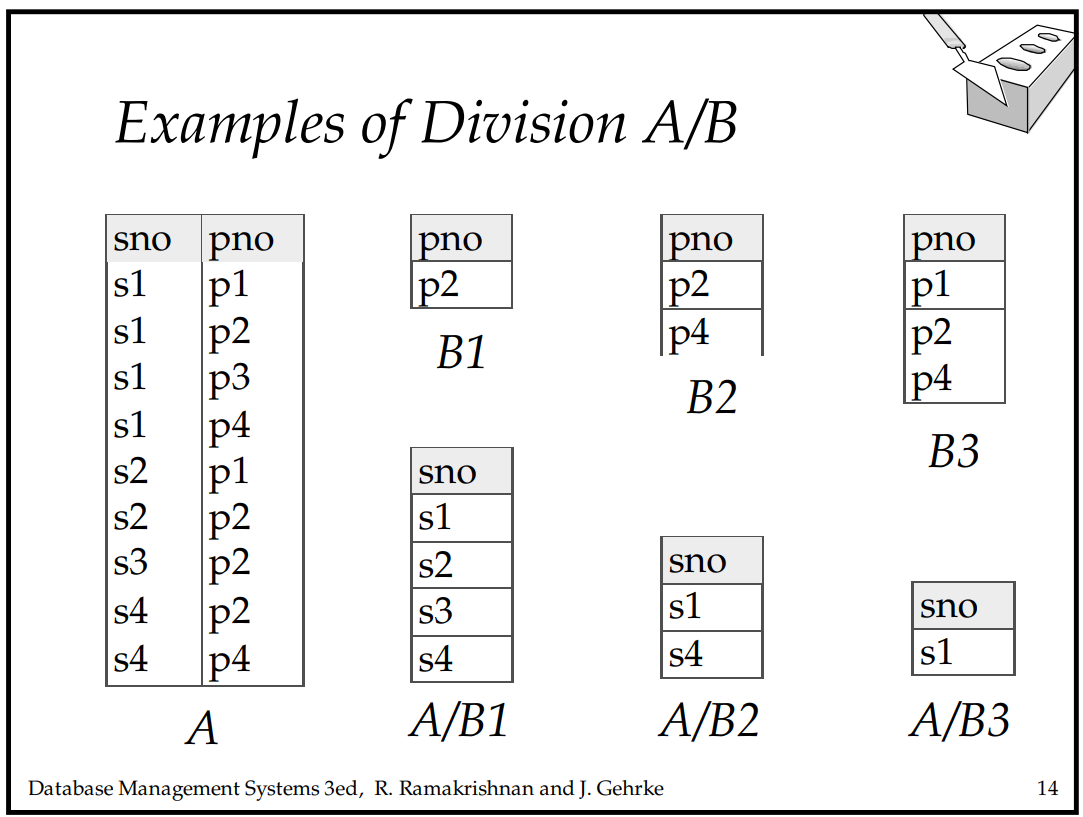 Examples of Division A/B
sno pno
s1 p1
s1 p2
s1 p3
s1 p4
s2 p1
s2 p2
s3 p2
s4 p2
s4 p4
A
pno
p2
B1
sno
s1
s2
s3
s4
A/B1
pno
p2
p4
B2
sno
s1
s4
A/B2
pno
p1
p2
p4
B3
sno
s1
A/B3
Database Management Systems 3ed, R. Ramakrishnan and J. Gehrke 14